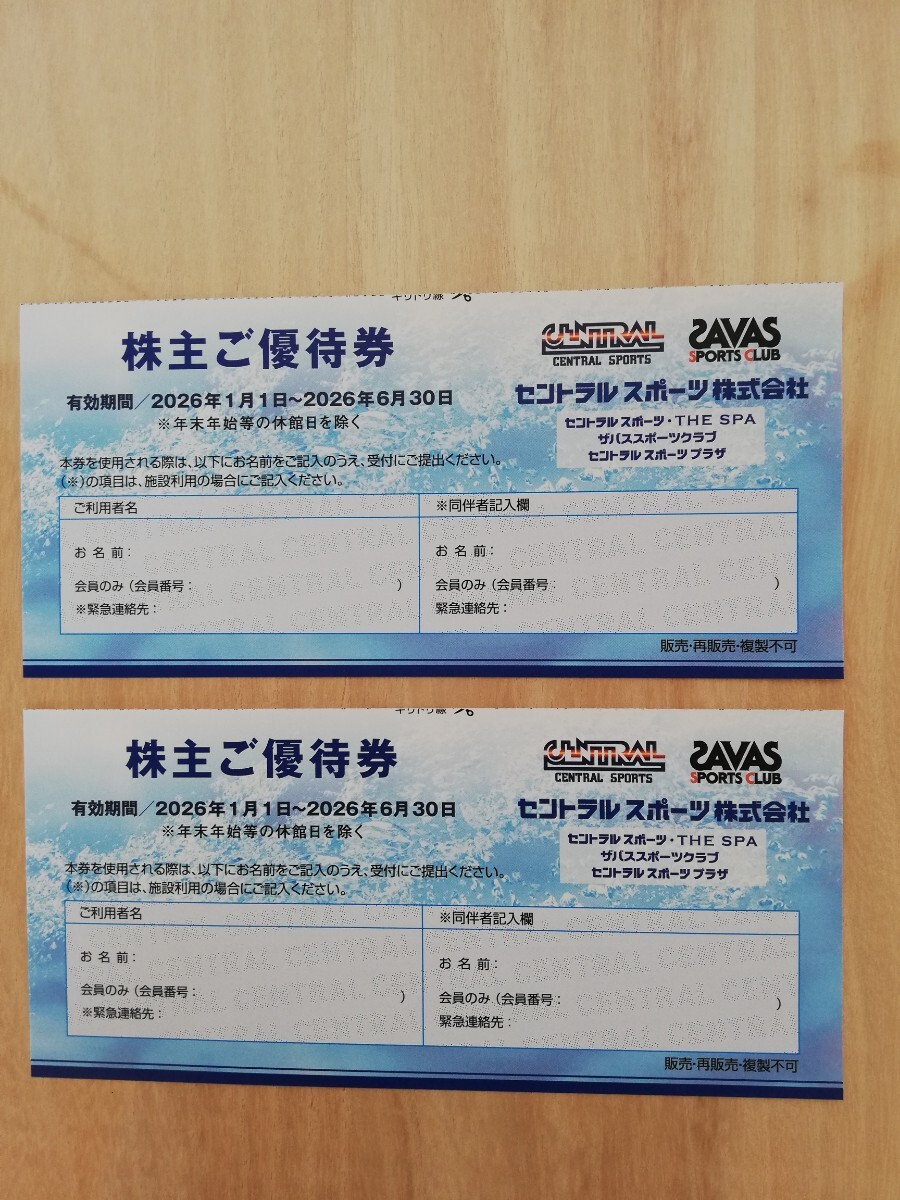 キリトリ線
株主ご優待券
有効期間／2026年1月1日〜2026年6月30日
※年末年始等の休館日を除く
CENTRAL
CENTRAL SPORTS
SAVAS
SPORTS CLUB
セントラルスポーツ株式会社
セントラルスポーツ・THE SPA
ザバススポーツクラブ
セントラルスポーツプラザ
本券を使用される際は、以下にお名前をご記入のうえ、受付にご提出ください。
（※）の項目は、施設利用の場合にご記入ください。
ご利用者名
お名前：
会員のみ（会員番号： ）
※緊急連絡先：
※同伴者記入欄
お名前：
会員のみ（会員番号： ）
緊急連絡先：
CENTRAL CENTRAL
販売・再販売・複製不可
キリトリ線
株主ご優待券
有効期間／2026年1月1日〜2026年6月30日
※年末年始等の休館日を除く
CENTRAL
CENTRAL SPORTS
SAVAS
SPORTS CLUB
セントラルスポーツ株式会社
セントラルスポーツ・THE SPA
ザバススポーツクラブ
セントラルスポーツプラザ
本券を使用される際は、以下にお名前をご記入のうえ、受付にご提出ください。
（※）の項目は、施設利用の場合にご記入ください。
ご利用者名
お名前：
会員のみ（会員番号： ）
※緊急連絡先：
※同伴者記入欄
お名前：
会員のみ（会員番号： ）
緊急連絡先：
CENTRAL CENTRAL
販売・再販売・複製不可